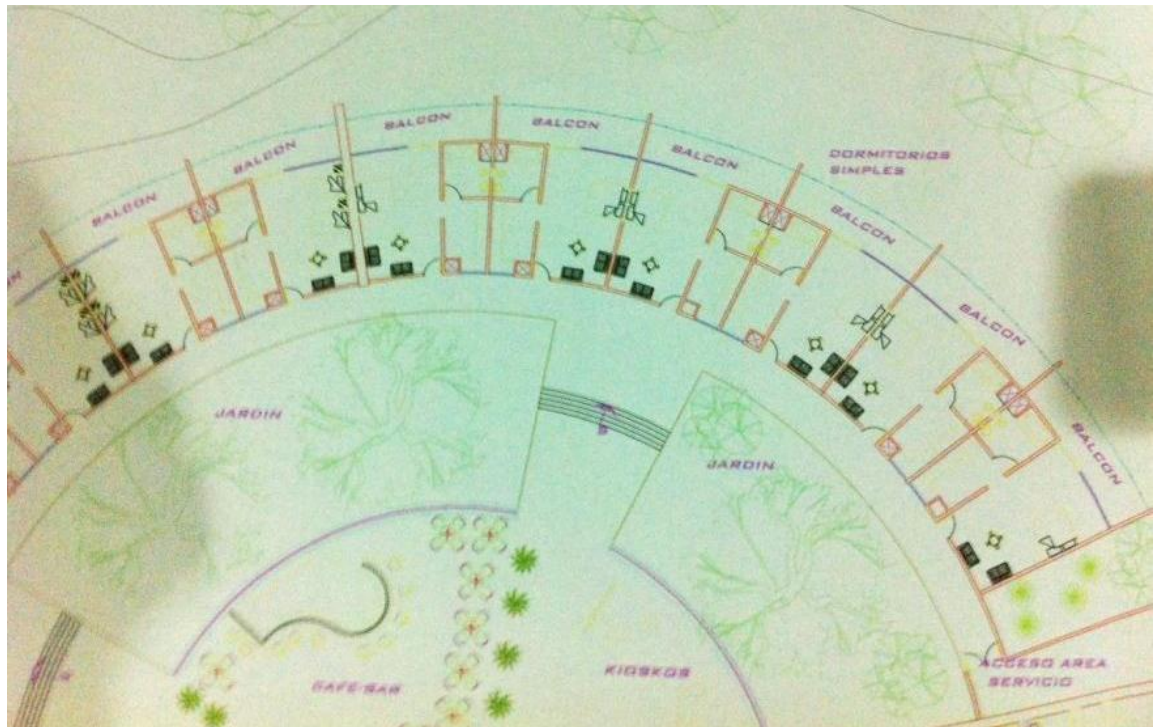 BALCON
BALCON
BALCON
BALCON
BALCON
DORMITORIOS
SIMPLES
BALCON
BALCON
BALCON
JARDIN
JARDIN
CAFE-BAR
KIOSKOS
ACCESO AREA
SERVICIO